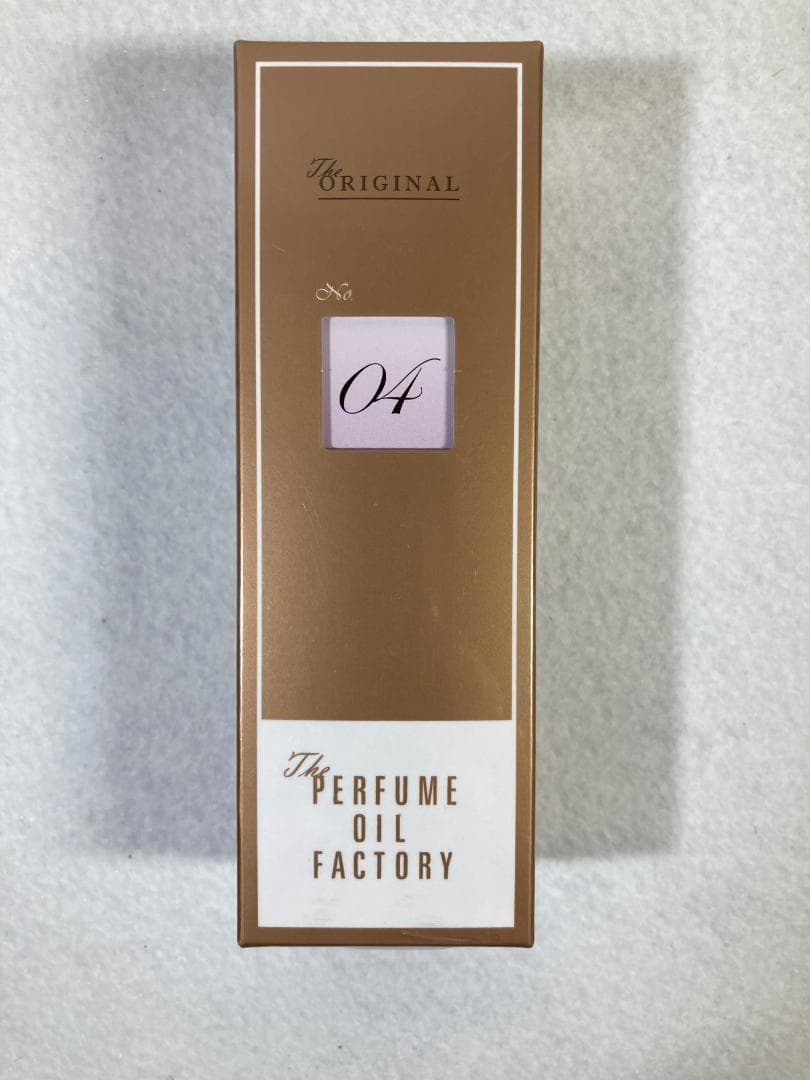 The
ORIGINAL
No.
04
The
PERFUME
OIL
FACTORY